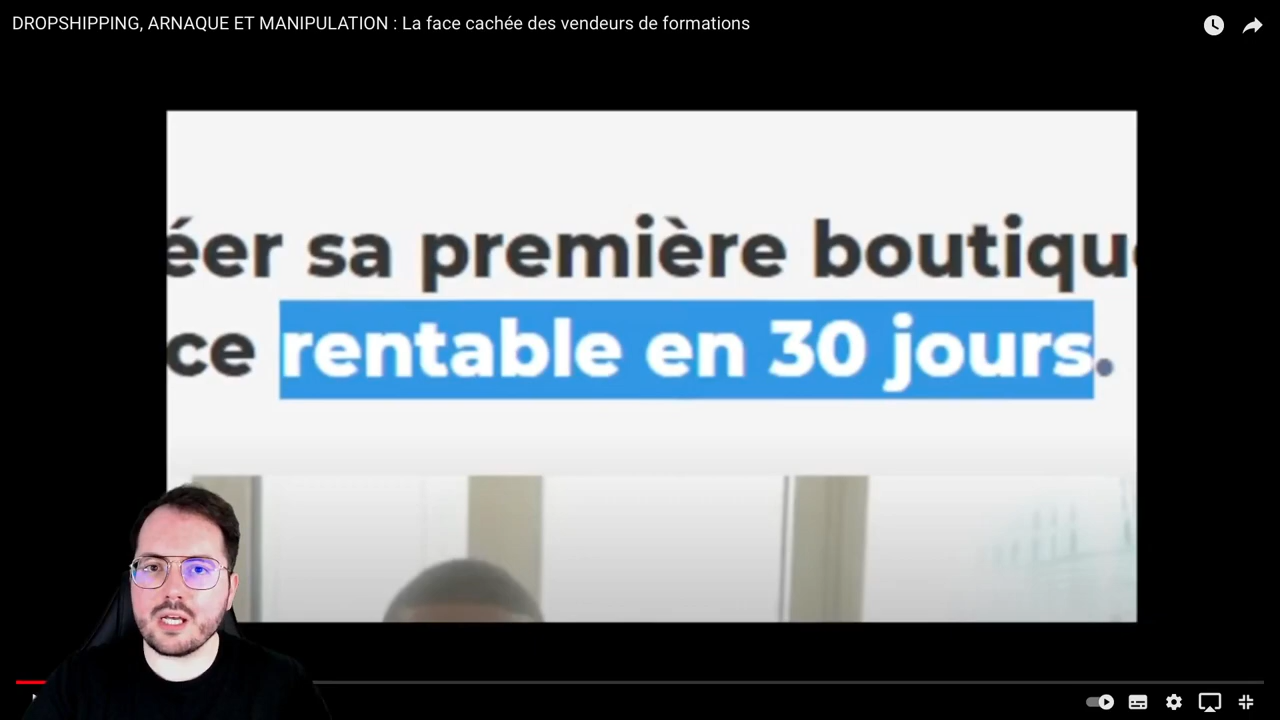 DROPSHIPPING, ARNAQUE ET MANIPULATION : La face cachée des vendeurs de formations
éer sa première boutiqu
ce rentable en 30 jours.